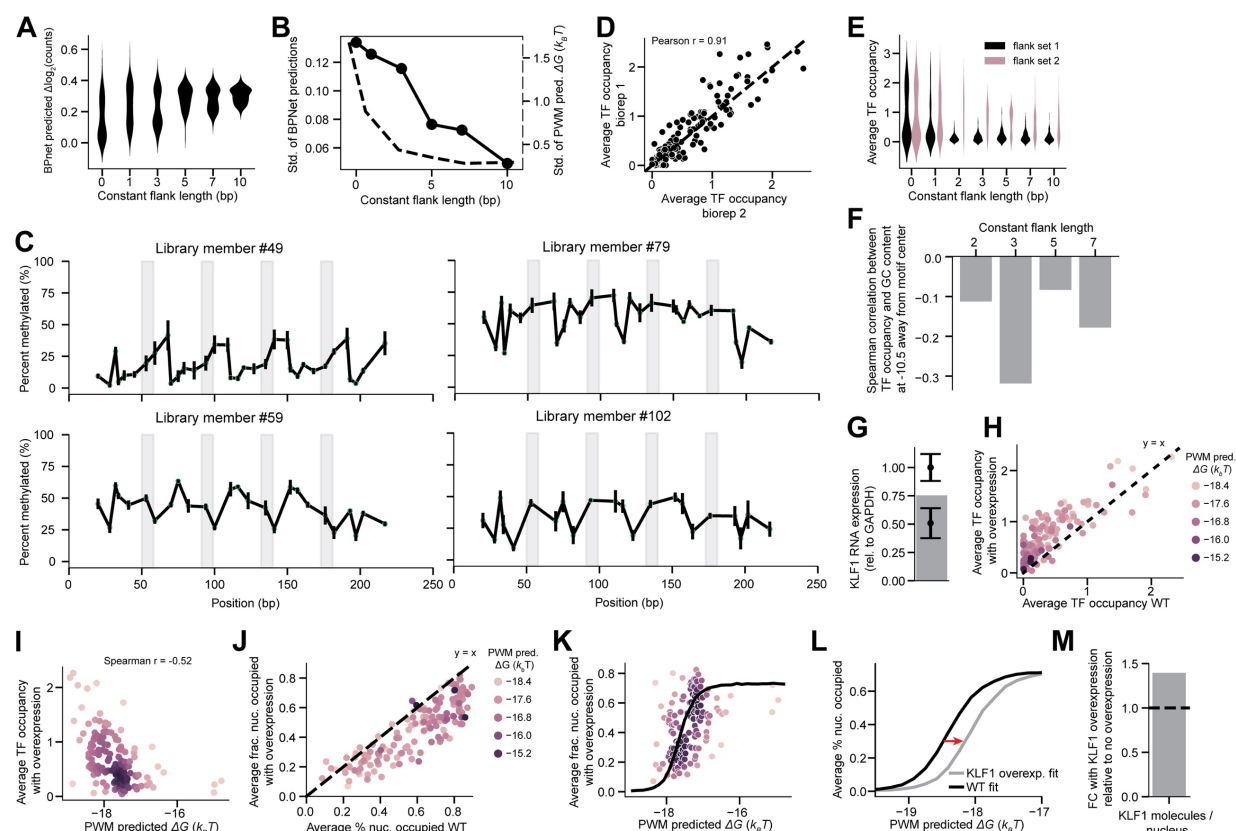 A
BPnet predicted Δlog2(counts)
0.6
0.4
0.2
0.0
0
1
3
5
7
10
Constant flank length (bp)
B
Std. of BPNet predictions
0.12
0.10
0.08
0.06
0
5
10
Constant flank length (bp)
1.5
1.0
0.5
Std. of PWM pred. ΔG (kBT)
D
Pearson r = 0.91
Average TF occupancy
biorep 1
2
1
0
0
1
2
Average TF occupancy
biorep 2
E
Average TF occupancy
3
2
1
0
flank set 1
flank set 2
0
1
2
3
5
7
10
Constant flank length (bp)
C
Library member #49
Percent methylated (%)
100
75
50
25
0
Library member #79
Library member #59
Percent methylated (%)
100
75
50
25
0
0
50
100
150
200
250
Position (bp)
Library member #102
0
50
100
150
200
250
Position (bp)
F
Constant flank length
2
3
5
7
Spearman correlation between
TF occupancy and GC content
at -10.5 away from motif center
0.0
−0.1
−0.2
−0.3
G
KLF1 RNA expression
(rel. to GAPDH)
1.00
0.75
0.50
0.25
0.00
H
Average TF occupancy
with overexpression
2
1
0
y = x
0
1
2
Average TF occupancy WT
PWM pred.
ΔG (kBT)
−18.4
−17.6
−16.8
−16.0
−15.2
I
Spearman r = -0.52
Average TF occupancy
with overexpression
2
1
0
−18
−16
PWM predicted ΔG (kBT)
J
Average frac. nuc. occupied
with overexpression
0.8
0.6
0.4
0.2
0.0
y = x
0.0
0.2
0.4
0.6
0.8
Average % nuc. occupied WT
PWM pred.
ΔG (kBT)
−18.4
−17.6
−16.8
−16.0
−15.2
K
Average frac. nuc. occupied
with overexpression
0.8
0.6
0.4
0.2
0.0
−18
−16
PWM predicted ΔG (kBT)
L
Average % nuc. occupied
0.6
0.4
0.2
0.0
KLF1 overexp. fit
WT fit
−19
−18
−17
PWM predicted ΔG (kBT)
M
FC with KLF1 overexpression
relative to no overexpression
1.5
1.0
0.5
0.0
KLF1 molecules /
nucleus